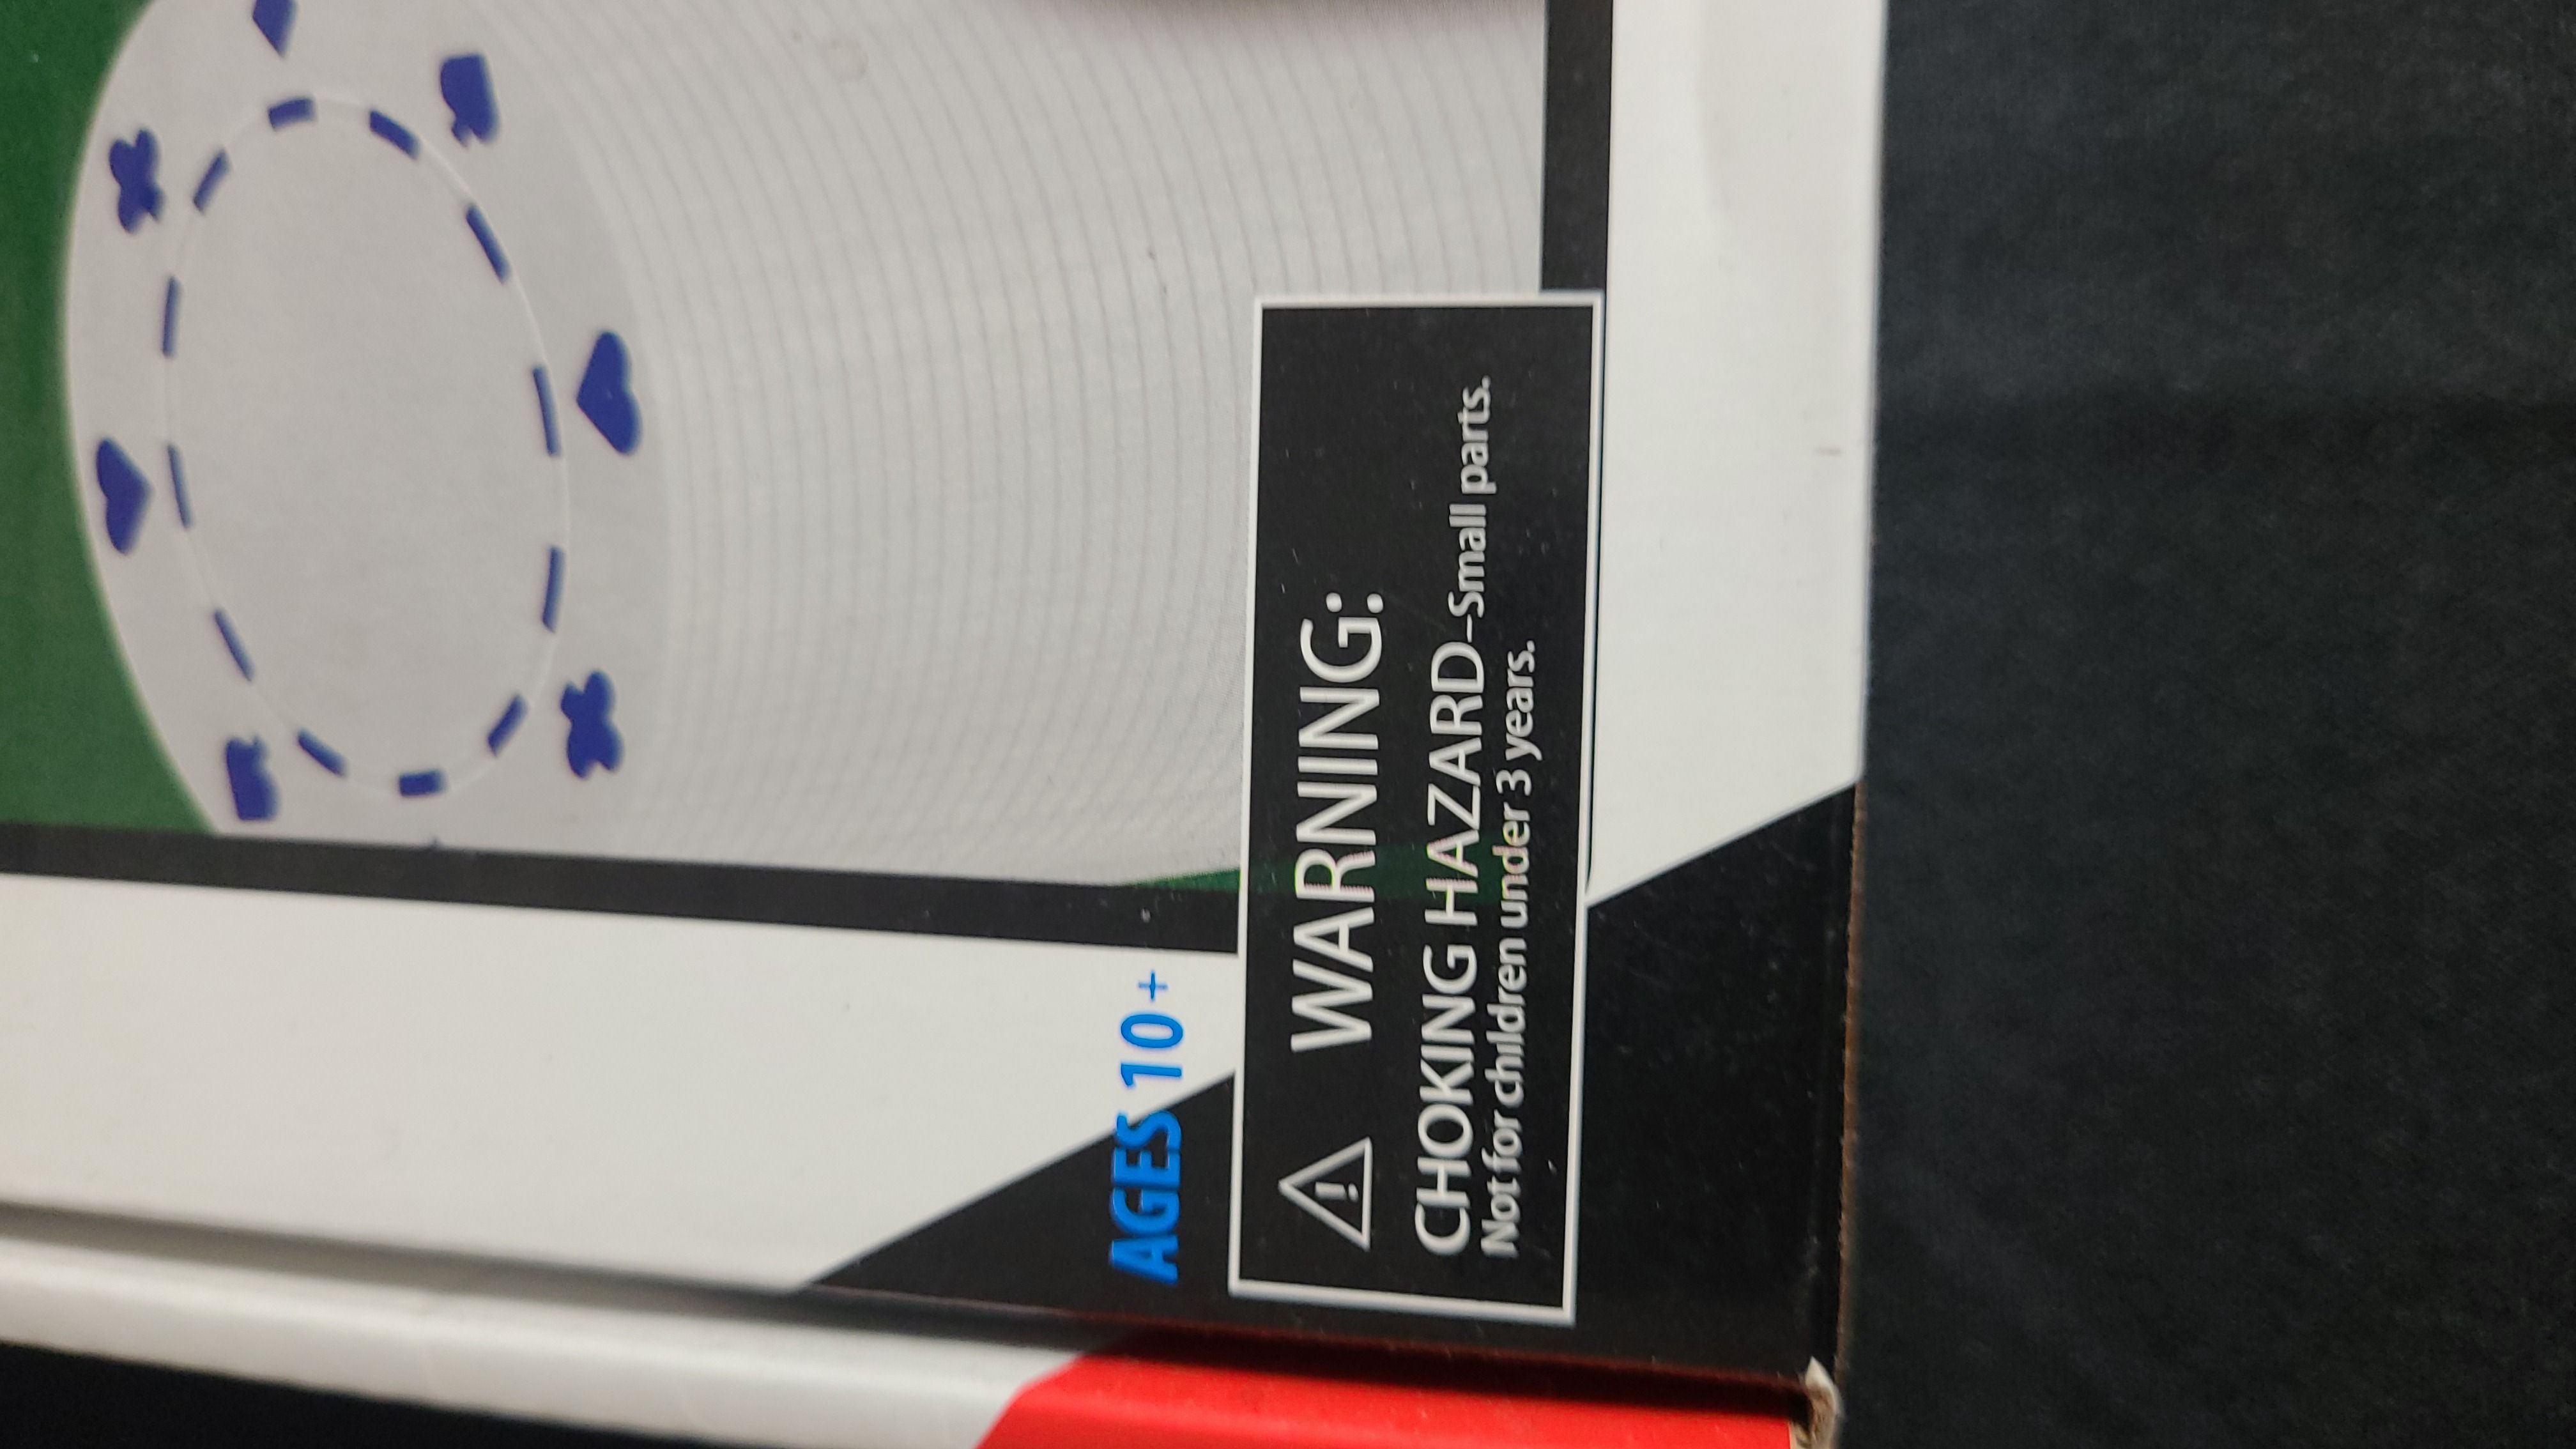 AGES 10+
⚠ WARNING:
CHOKING HAZARD–Small parts.
Not for children under 3 years.